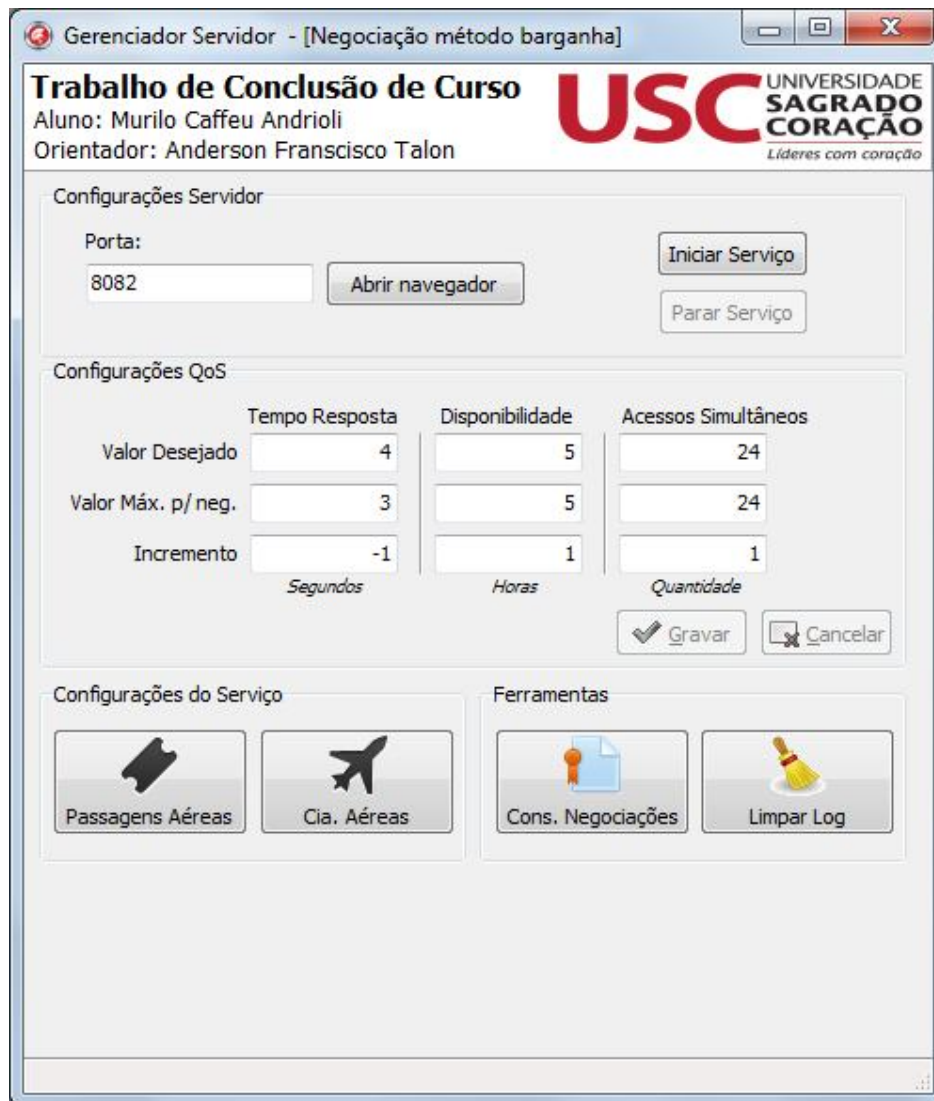 Gerenciador Servidor - [Negociação método barganha]
Trabalho de Conclusão de Curso
Aluno: Murilo Caffeu Andrioli
Orientador: Anderson Franscisco Talon
USC
UNIVERSIDADE
SAGRADO
CORAÇÃO
Líderes com coração
Configurações Servidor
Porta:
8082
Abrir navegador
Iniciar Serviço
Parar Serviço
Configurações QoS
Tempo Resposta Disponibilidade Acessos Simultâneos
Valor Desejado 4 5 24
Valor Máx. p/ neg. 3 5 24
Incremento -1 1 1
Segundos Horas Quantidade
Gravar Cancelar
Configurações do Serviço
Passagens Aéreas Cia. Aéreas
Ferramentas
Cons. Negociações Limpar Log